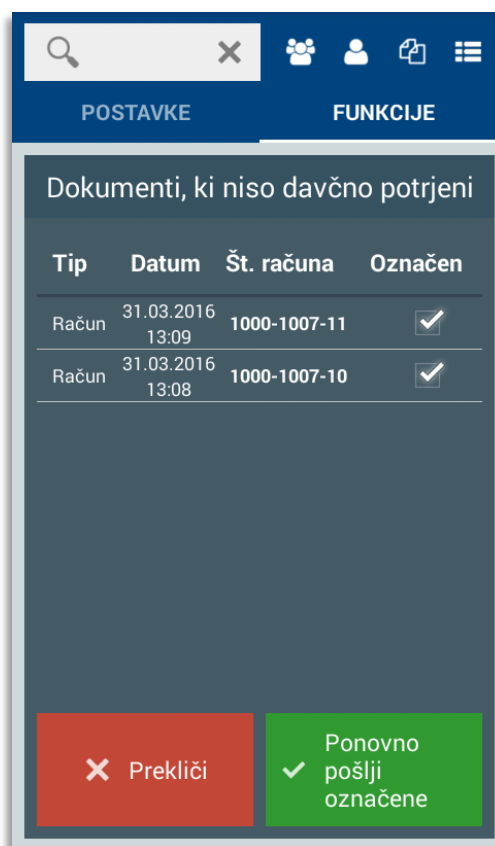 POSTAVKE FUNKCIJE
Dokumenti, ki niso davčno potrjeni
Tip Datum Št. računa Označen
Račun 31.03.2016 13:09 1000-1007-11
Račun 31.03.2016 13:08 1000-1007-10
Prekliči
Ponovno
pošlji
označene